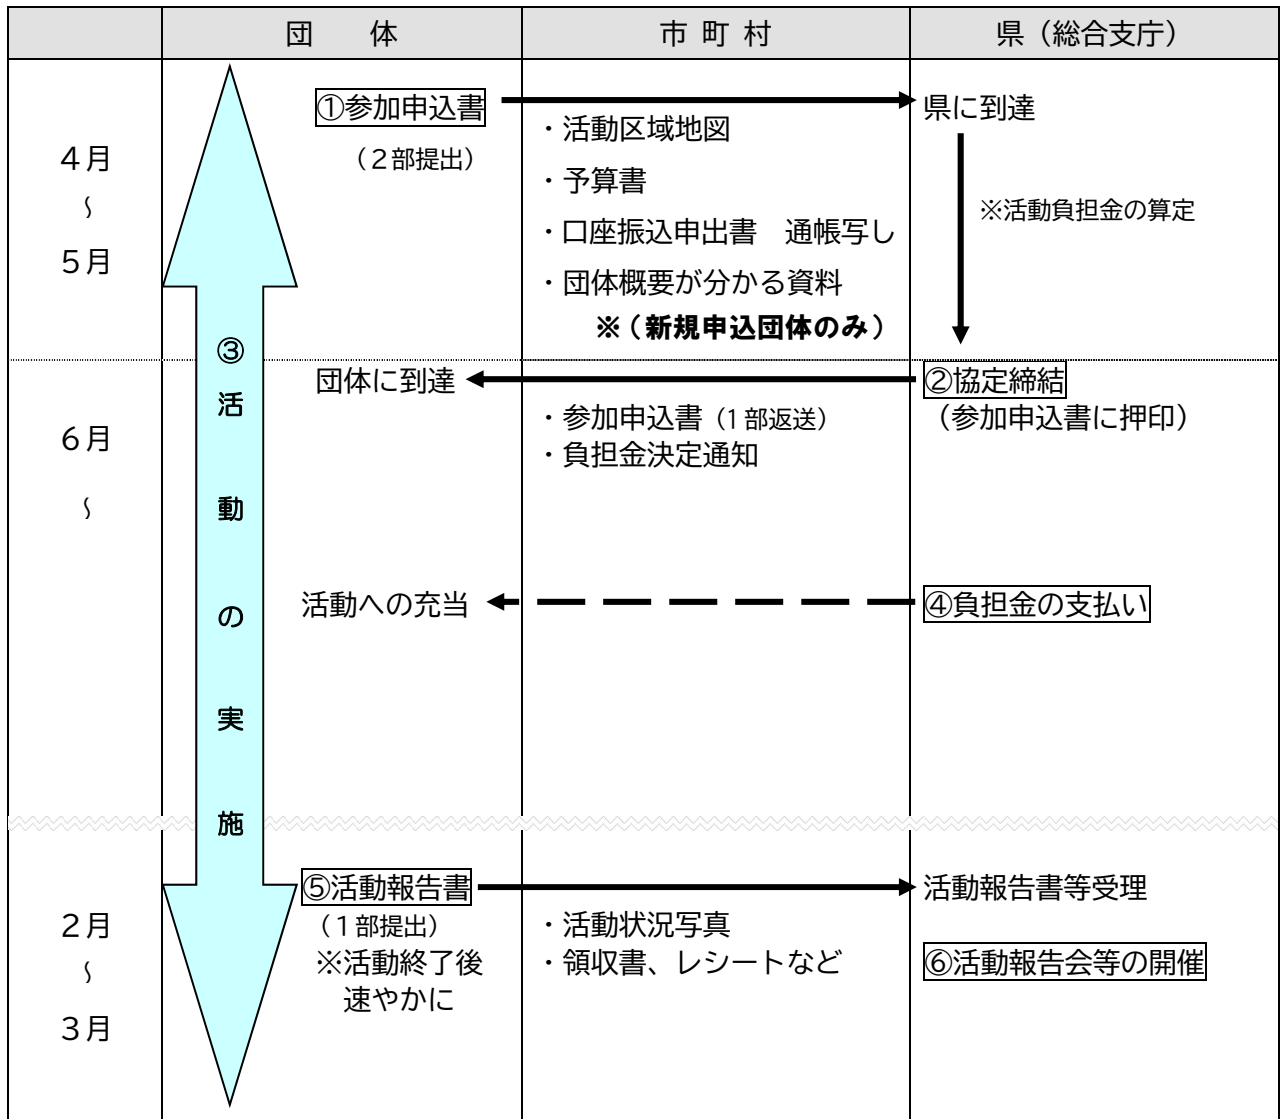 団　体
市 町 村
県（総合支庁）
4月
～
5月
①参加申込書
（２部提出）
・活動区域地図
・予算書
・口座振込申出書　通帳写し
・団体概要が分かる資料
※（新規申込団体のみ）
県に到達
※活動負担金の算定
③活動の実施
6月
～
団体に到達
・参加申込書（1部返送）
・負担金決定通知
②協定締結
（参加申込書に押印）
活動への充当
④負担金の支払い
2月
～
3月
⑤活動報告書
（１部提出）
※活動終了後
速やかに
・活動状況写真
・領収書、レシートなど
活動報告書等受理
⑥活動報告会等の開催